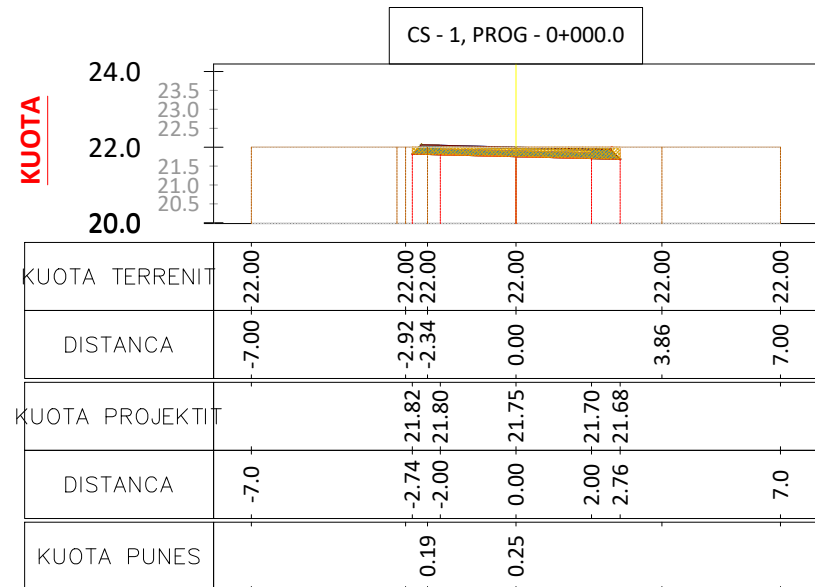 CS - 1, PROG - 0+000.0
KUOTA
24.0
23.5
23.0
22.5
22.0
21.5
21.0
20.5
20.0
KUOTA TERRENIT 22.00 22.00 22.00 22.00 22.00 22.00
DISTANCA -7.00 -2.92 -2.34 0.00 3.86 7.00
KUOTA PROJEKTIT 21.82 21.80 21.75 21.70 21.68
DISTANCA -7.0 -2.74 -2.00 0.00 2.00 2.76 7.0
KUOTA PUNES 0.19 0.25